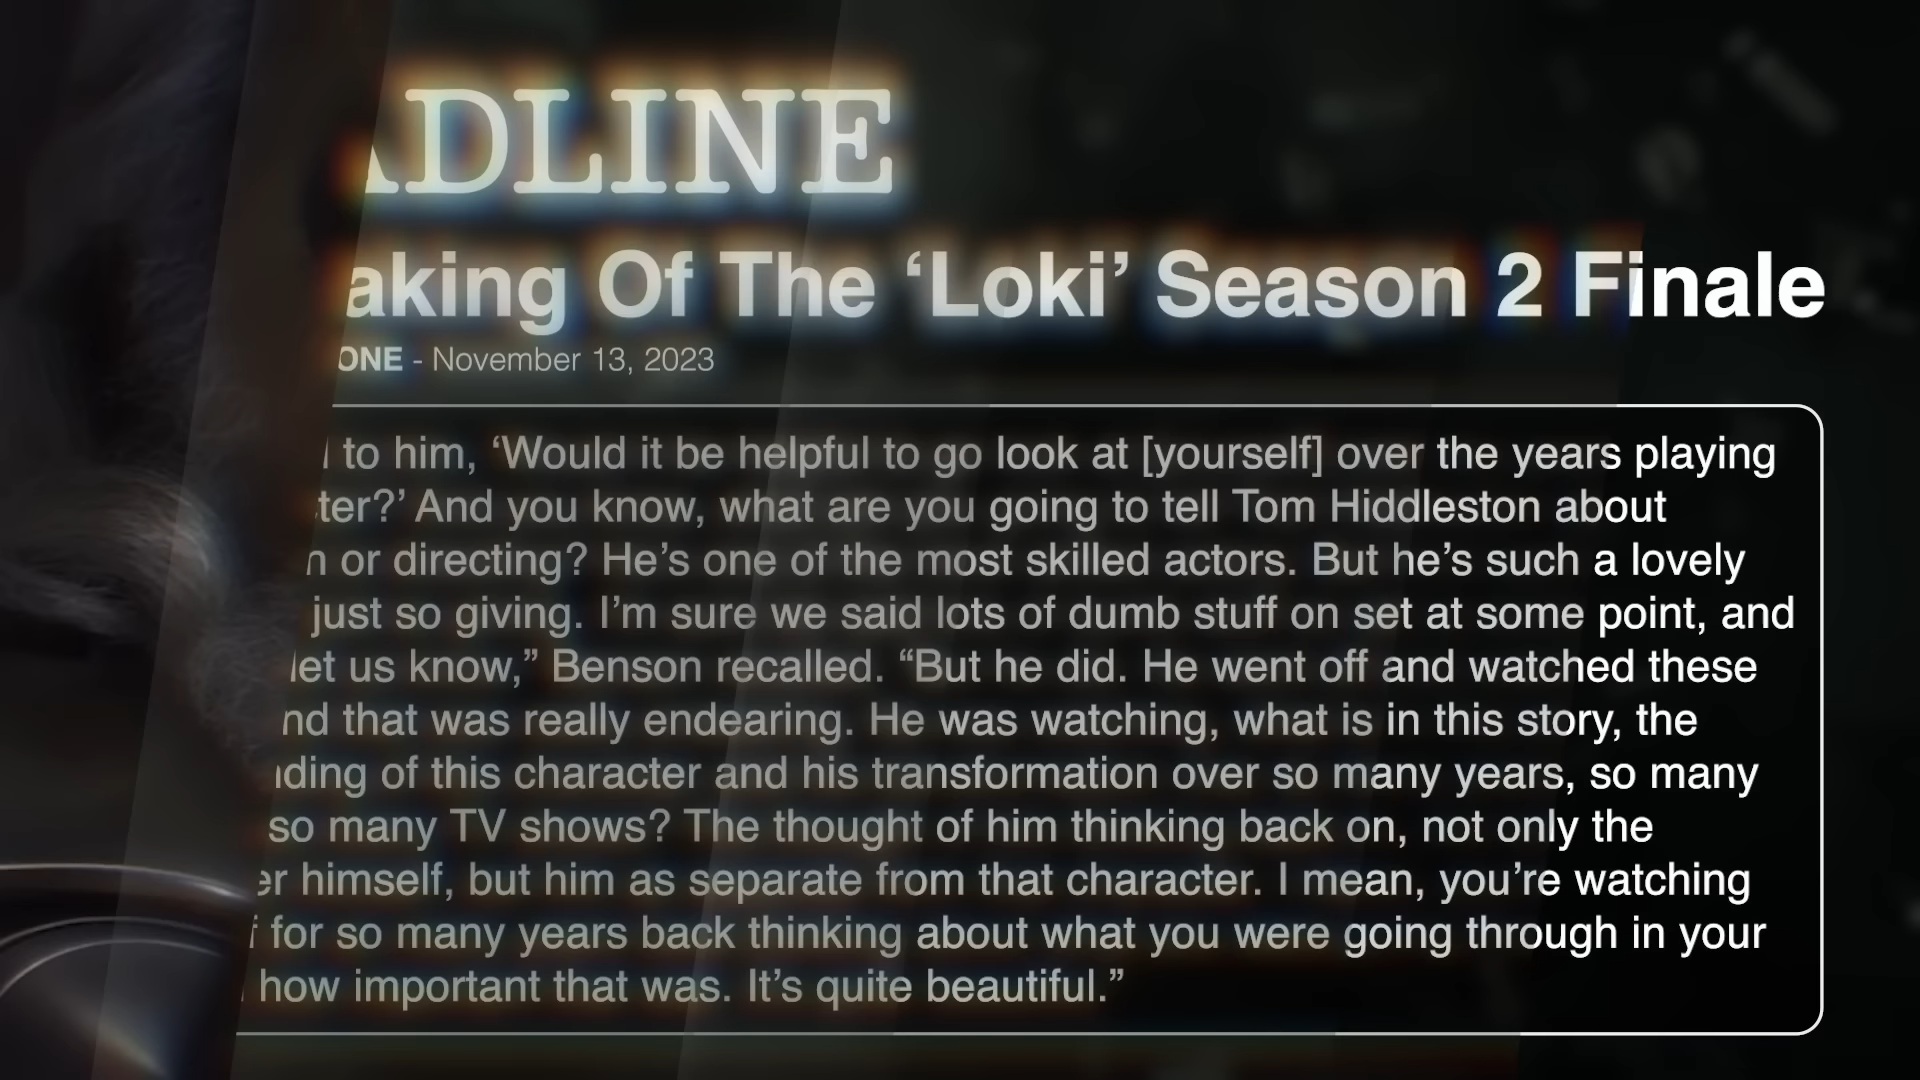 ADLINE
aking Of The ‘Loki’ Season 2 Finale
ONE - November 13, 2023
to him, ‘Would it be helpful to go look at [yourself] over the years playing
ter?’ And you know, what are you going to tell Tom Hiddleston about
n or directing? He’s one of the most skilled actors. But he’s such a lovely
just so giving. I’m sure we said lots of dumb stuff on set at some point, and
let us know,” Benson recalled. “But he did. He went off and watched these
nd that was really endearing. He was watching, what is in this story, the
ding of this character and his transformation over so many years, so many
so many TV shows? The thought of him thinking back on, not only the
er himself, but him as separate from that character. I mean, you’re watching
for so many years back thinking about what you were going through in your
how important that was. It’s quite beautiful.”